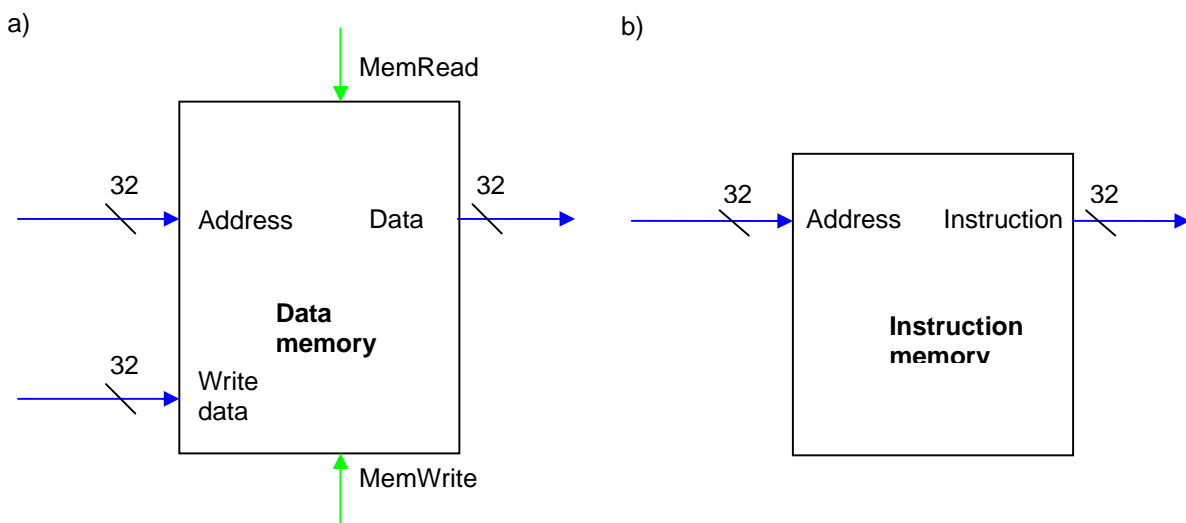 a)
MemRead
32
Address
Data
32
Data
memory
32
Write
data
MemWrite
b)
32
Address
Instruction
32
Instruction
memory